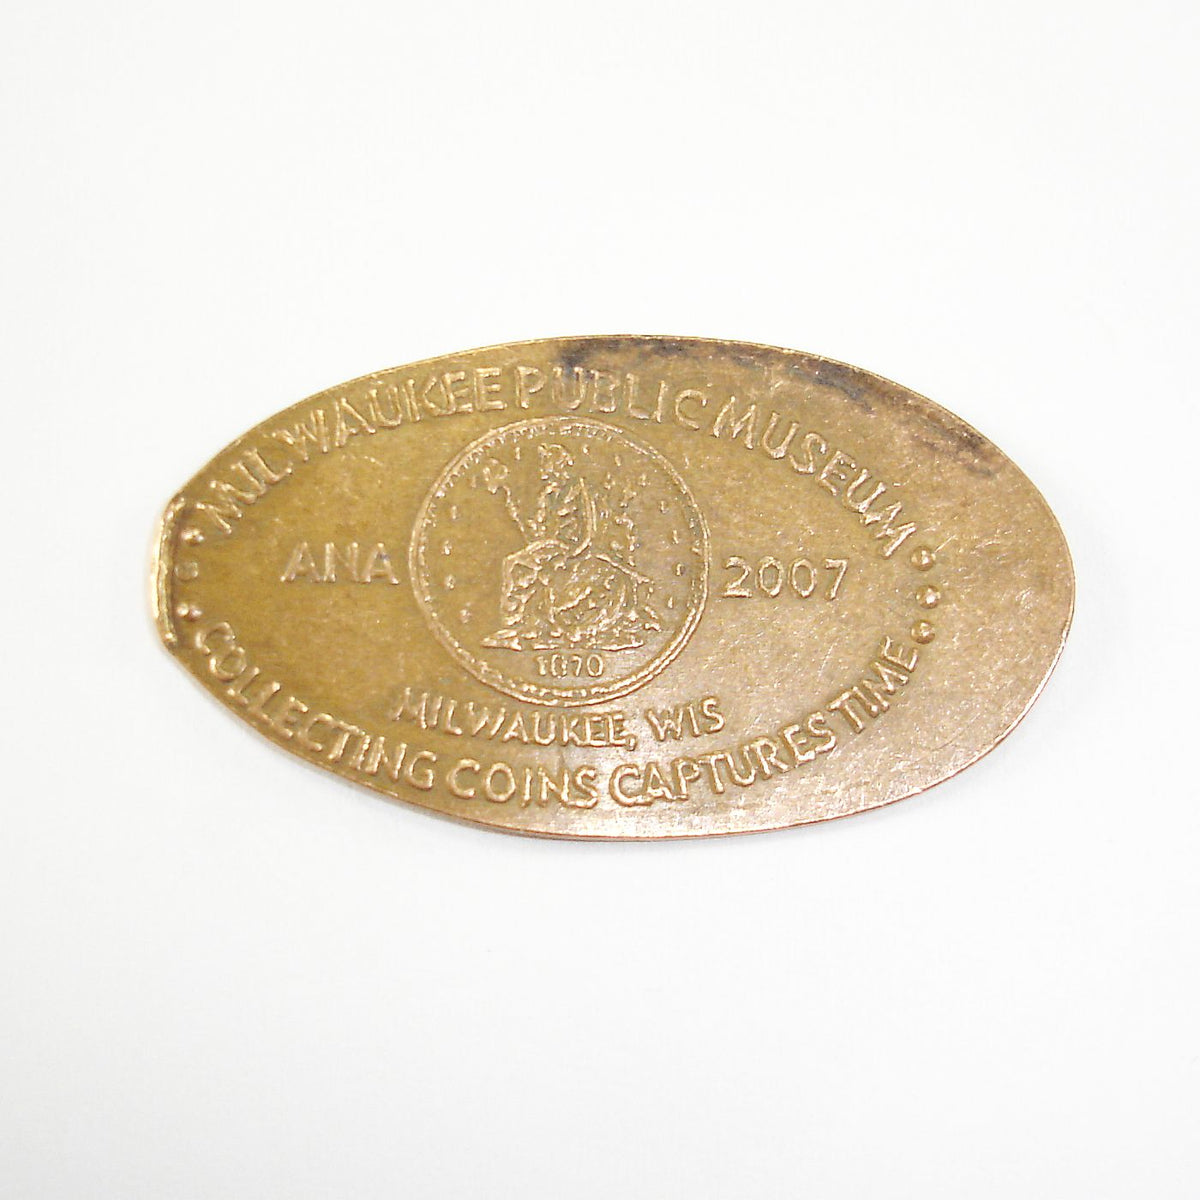 MILWAUKEE PUBLIC MUSEUM
ANA
2007
1870
MILWAUKEE, WIS
COLLECTING COINS CAPTURES TIME